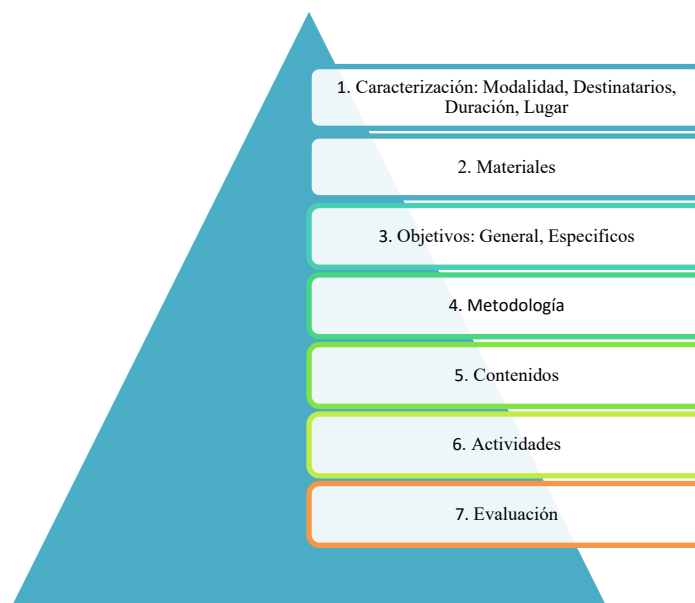 1. Caracterización: Modalidad, Destinatarios,
Duración, Lugar
2. Materiales
3. Objetivos: General, Especificos
4. Metodología
5. Contenidos
6. Actividades
7. Evaluación